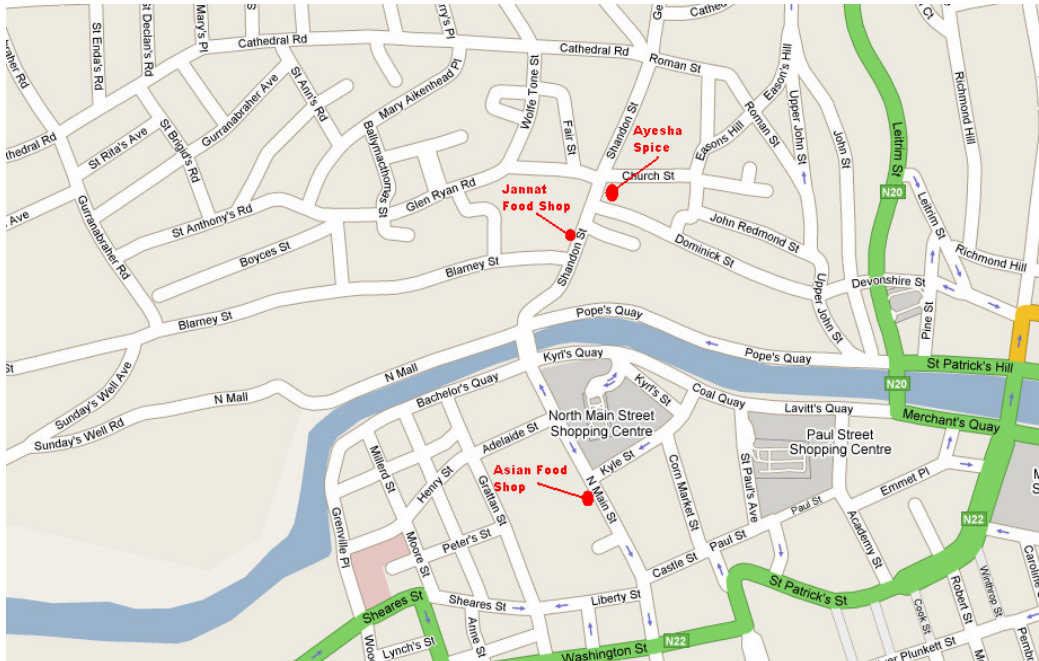 St Enda's Rd
St Declan's Rd
Mary's Pl
Cathedral Rd
Cathedral Rd
Cathedral
Roman St
Eason's Hill
Richmond Hill
Leitrim St
N20
St Rita's Ave
St Brigid's Rd
Gurranabraher Ave
St Ann's Rd
Mary Aikenhead Pl
Ballymacthomas St
Wolfe Tone St
Fair St
Shandon St
Ayesha
Spice
Church St
Easons Hill
Roman St
Upper John St
John St
Leitrim St
Richmond Hill
Glen Ryan Rd
Jannat
Food Shop
St Anthony's Rd
Gurranabraher Rd
Boyces St
Blarney St
Shandon St
John Redmond St
Dominick St
Upper John St
Devonshire St
Pine St
Blarney St
Pope's Quay
Pope's Quay
St Patrick's Hill
N20
Merchant's Quay
Sunday's Well Ave
N Mall
N Mall
Sunday's Well Rd
Kyrl's Quay
Bachelor's Quay
Kyrl's St
Coal Quay
Lavitt's Quay
North Main Street
Shopping Centre
Paul Street
Shopping Centre
Adelaide St
Millerd St
Henry St
Grattan St
Kyle St
Asian Food
Shop
N Main St
Corn Market St
St Paul's Ave
Paul St
Emmet Pl
Grenville Pl
Moore St
Peter's St
Castle St
Paul St
Academy St
N22
St Patrick's St
Sheares St
Sheares St
Liberty St
Anne St
Lynch's St
Washington St
N22
Cook St
Robert St
Winthrop St
Caroline
Plunkett St